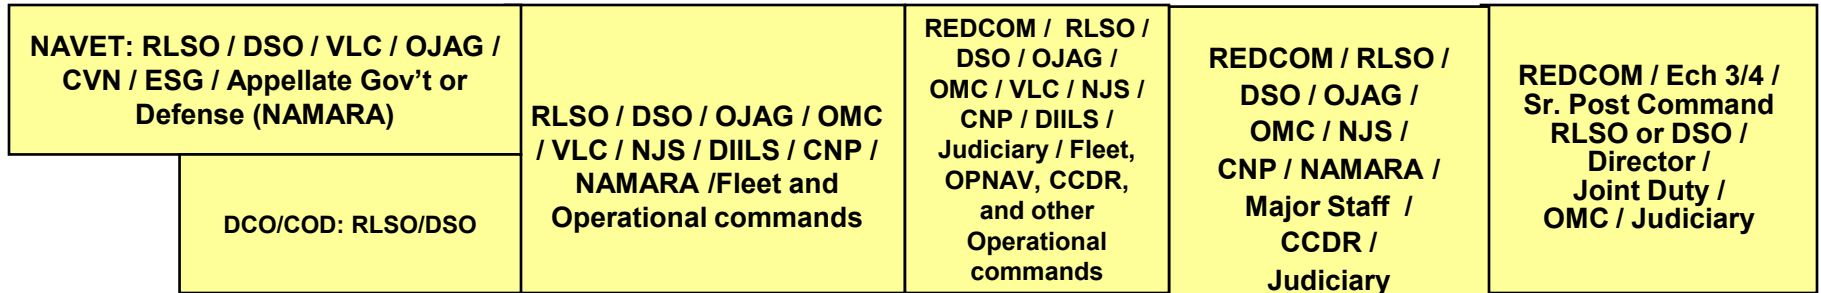 NAVET: RLSO / DSO / VLC / OJAG /
CVN / ESG / Appellate Gov't or
Defense (NAMARA)
DCO/COD: RLSO/DSO
RLSO / DSO / OJAG / OMC
/ VLC / NJS / DIILS / CNP /
NAMARA /Fleet and
Operational commands
REDCOM / RLSO /
DSO / OJAG /
OMC / VLC / NJS /
CNP / DIILS /
Judiciary / Fleet,
OPNAV, CCDR,
and other
Operational
commands
REDCOM / RLSO /
DSO / OJAG /
OMC / NJS /
CNP / NAMARA /
Major Staff /
CCDR /
Judiciary
REDCOM / Ech 3/4 /
Sr. Post Command
RLSO or DSO /
Director /
Joint Duty /
OMC / Judiciary